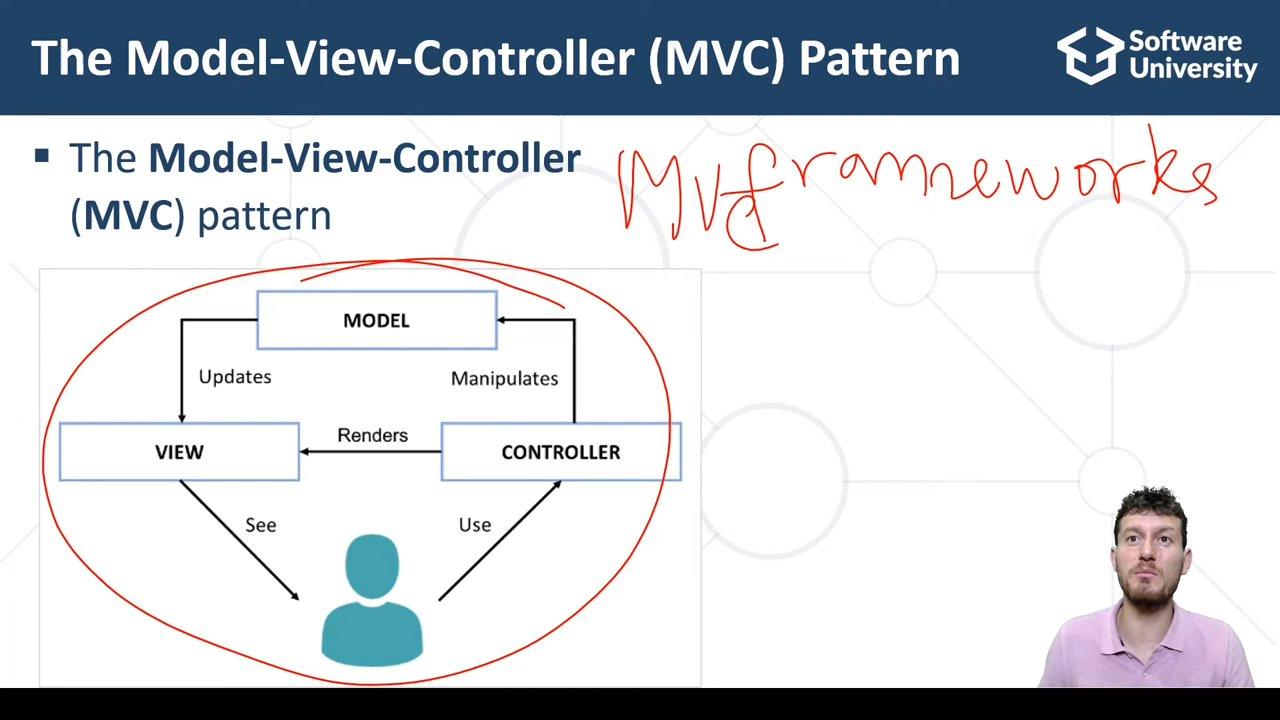 The Model-View-Controller (MVC) Pattern
Software
University
▪ The Model-View-Controller
(MVC) pattern
MVC frameworks
MODEL
Updates
Manipulates
VIEW
Renders
CONTROLLER
See
Use